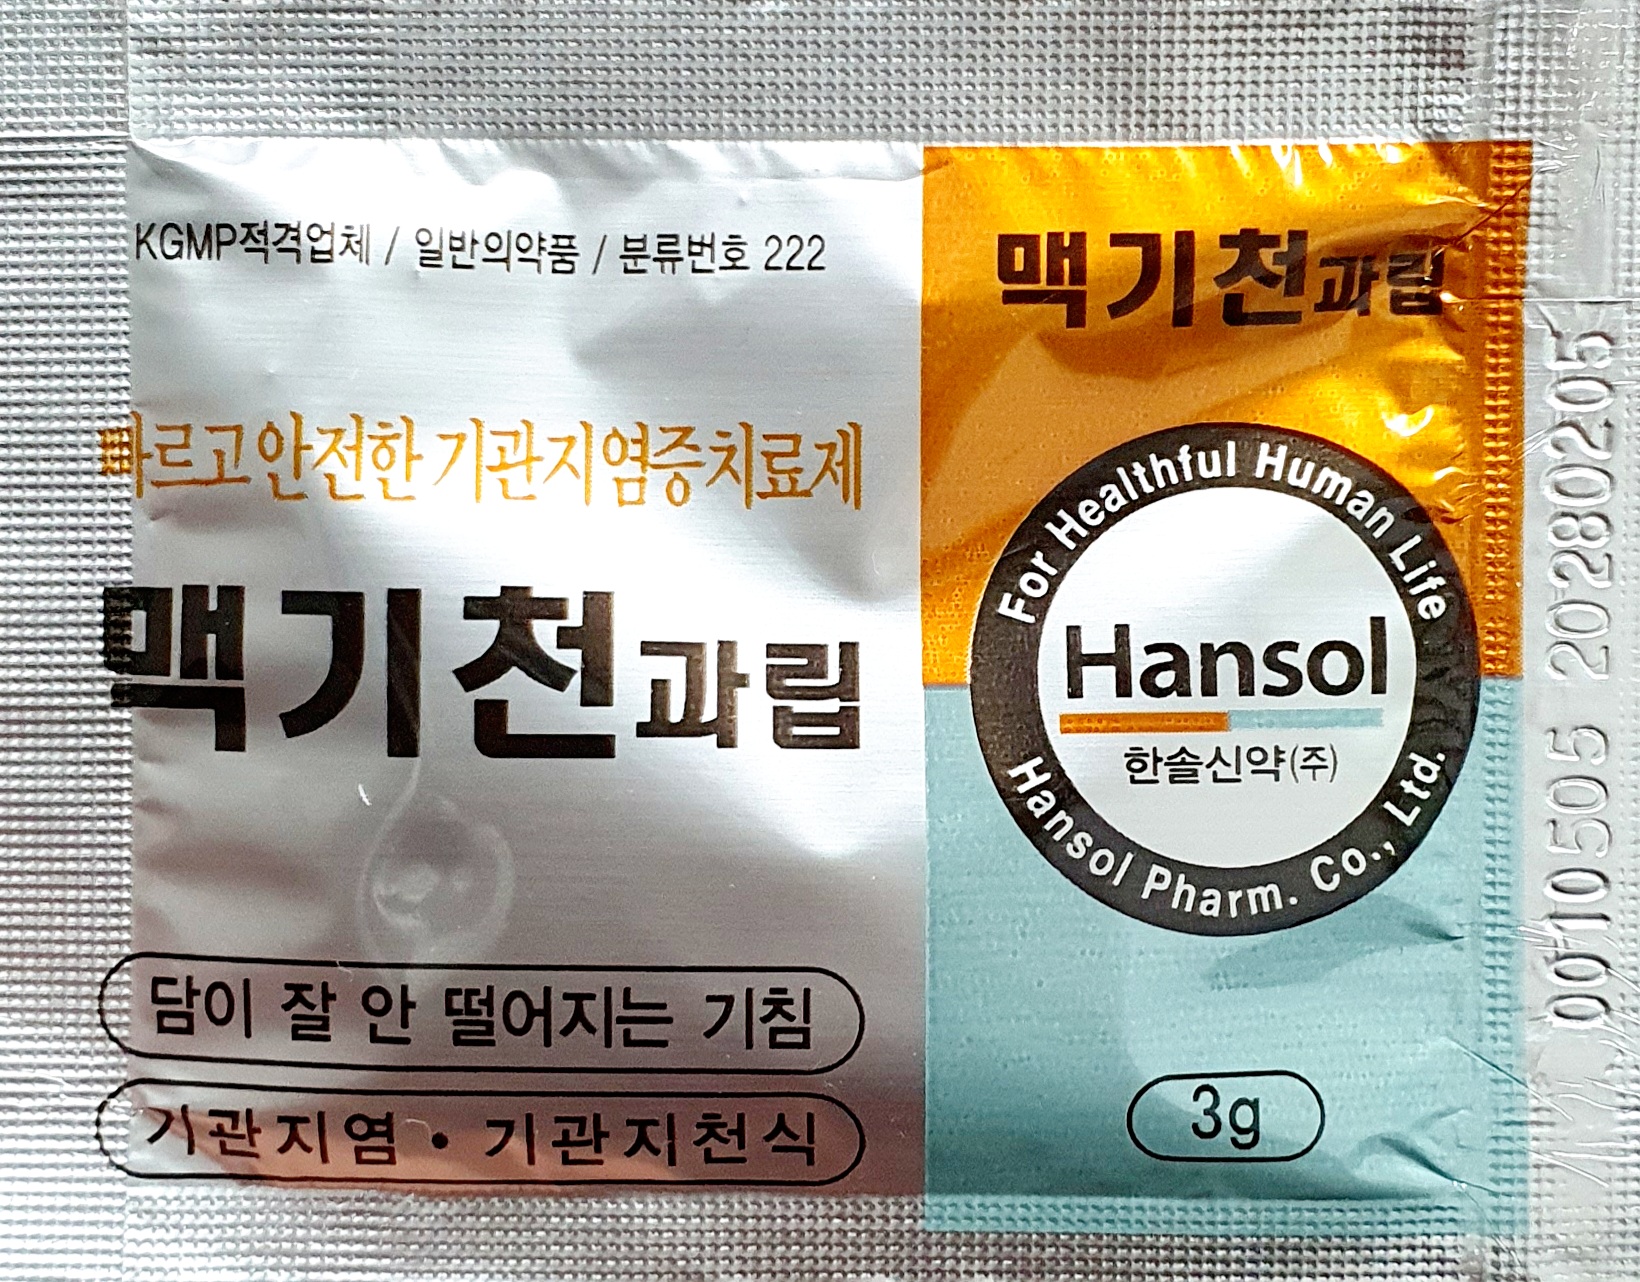 KGMP적격업체 / 일반의약품 / 분류번호 222
빠르고 안전한 기관지염증치료제
맥기천과립
담이 잘 안 떨어지는 기침
기관지염 · 기관지천식
맥기천과립
For Healthful Human Life
Hansol
한솔신약(주)
Hansol Pharm. Co., Ltd.
3g
0010505 20280205